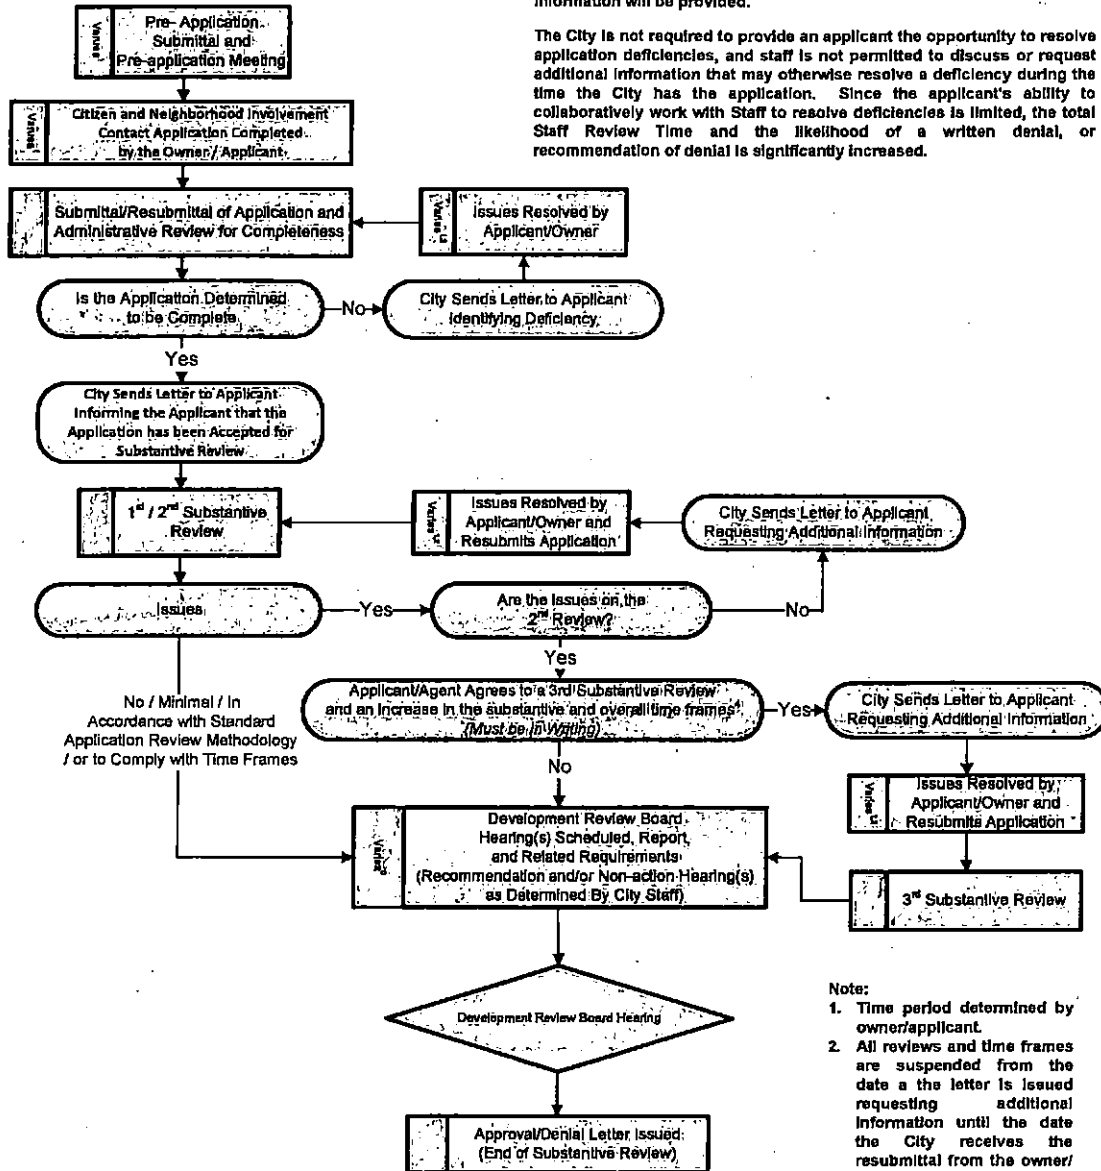 information will be provided.
The City is not required to provide an applicant the opportunity to resolve
application deficiencies, and staff is not permitted to discuss or request
additional information that may otherwise resolve a deficiency during the
time the City has the application. Since the applicant's ability to
collaboratively work with Staff to resolve deficiencies is limited, the total
Staff Review Time and the likelihood of a written denial, or
recommendation of denial is significantly increased.
Varies
Pre- Application
Submittal and
Pre-application Meeting
Varies
Citizen and Neighborhood Involvement
Contact Application Completed
by the Owner / Applicant
Submittal/Resubmittal of Application and
Administrative Review for Completeness
Varies
Issues Resolved by
Applicant/Owner
Is the Application Determined
to be Complete
No
City Sends Letter to Applicant
Identifying Deficiency
Yes
City Sends Letter to Applicant
Informing the Applicant that the
Application has been Accepted for
Substantive Review
1st / 2nd Substantive
Review
Varies
Issues Resolved by
Applicant/Owner and
Resubmits Application
City Sends Letter to Applicant
Requesting Additional Information
Issues
Yes
Are the Issues on the
2nd Review?
No
Yes
No / Minimal / In
Accordance with Standard
Application Review Methodology
/ or to Comply with Time Frames
Applicant/Agent Agrees to a 3rd Substantive Review
and an Increase in the substantive and overall time frames4
(Must be in Writing)
Yes
City Sends Letter to Applicant
Requesting Additional Information
No
Varies
Issues Resolved by
Applicant/Owner and
Resubmits Application
Varies
Development Review Board
Hearing(s) Scheduled, Report,
and Related Requirements
(Recommendation and/or Non-action Hearing(s)
as Determined By City Staff)
3rd Substantive Review
Development Review Board Hearing
Approval/Denial Letter Issued
(End of Substantive Review)
Note:
1. Time period determined by
owner/applicant.
2. All reviews and time frames
are suspended from the
date a the letter is issued
requesting additional
information until the date
the City receives the
resubmittal from the owner/